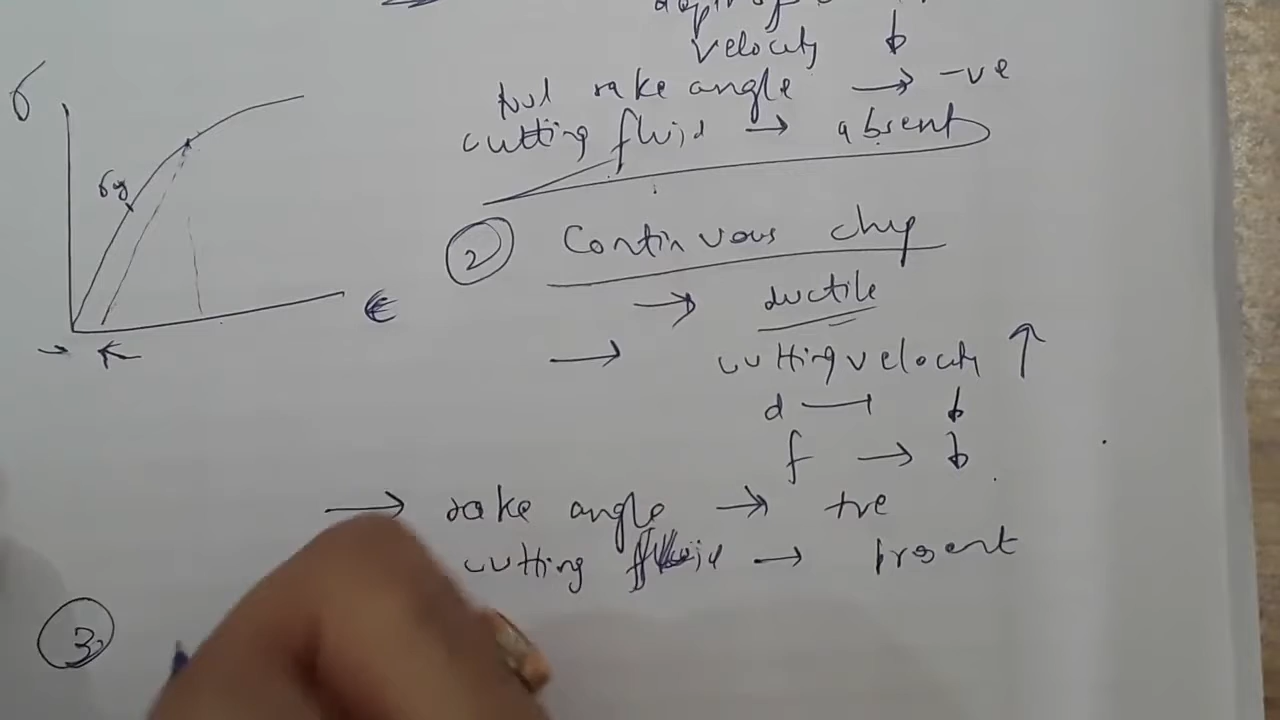 velocity ↓
tool rake angle → -ve
cutting fluid → absent
σ
σy
ε
② Continuous chip
→ ductile
→ cutting velocity ↑
d → ↓
f → ↓
→ rake angle → +ve
cutting fluid → present
③